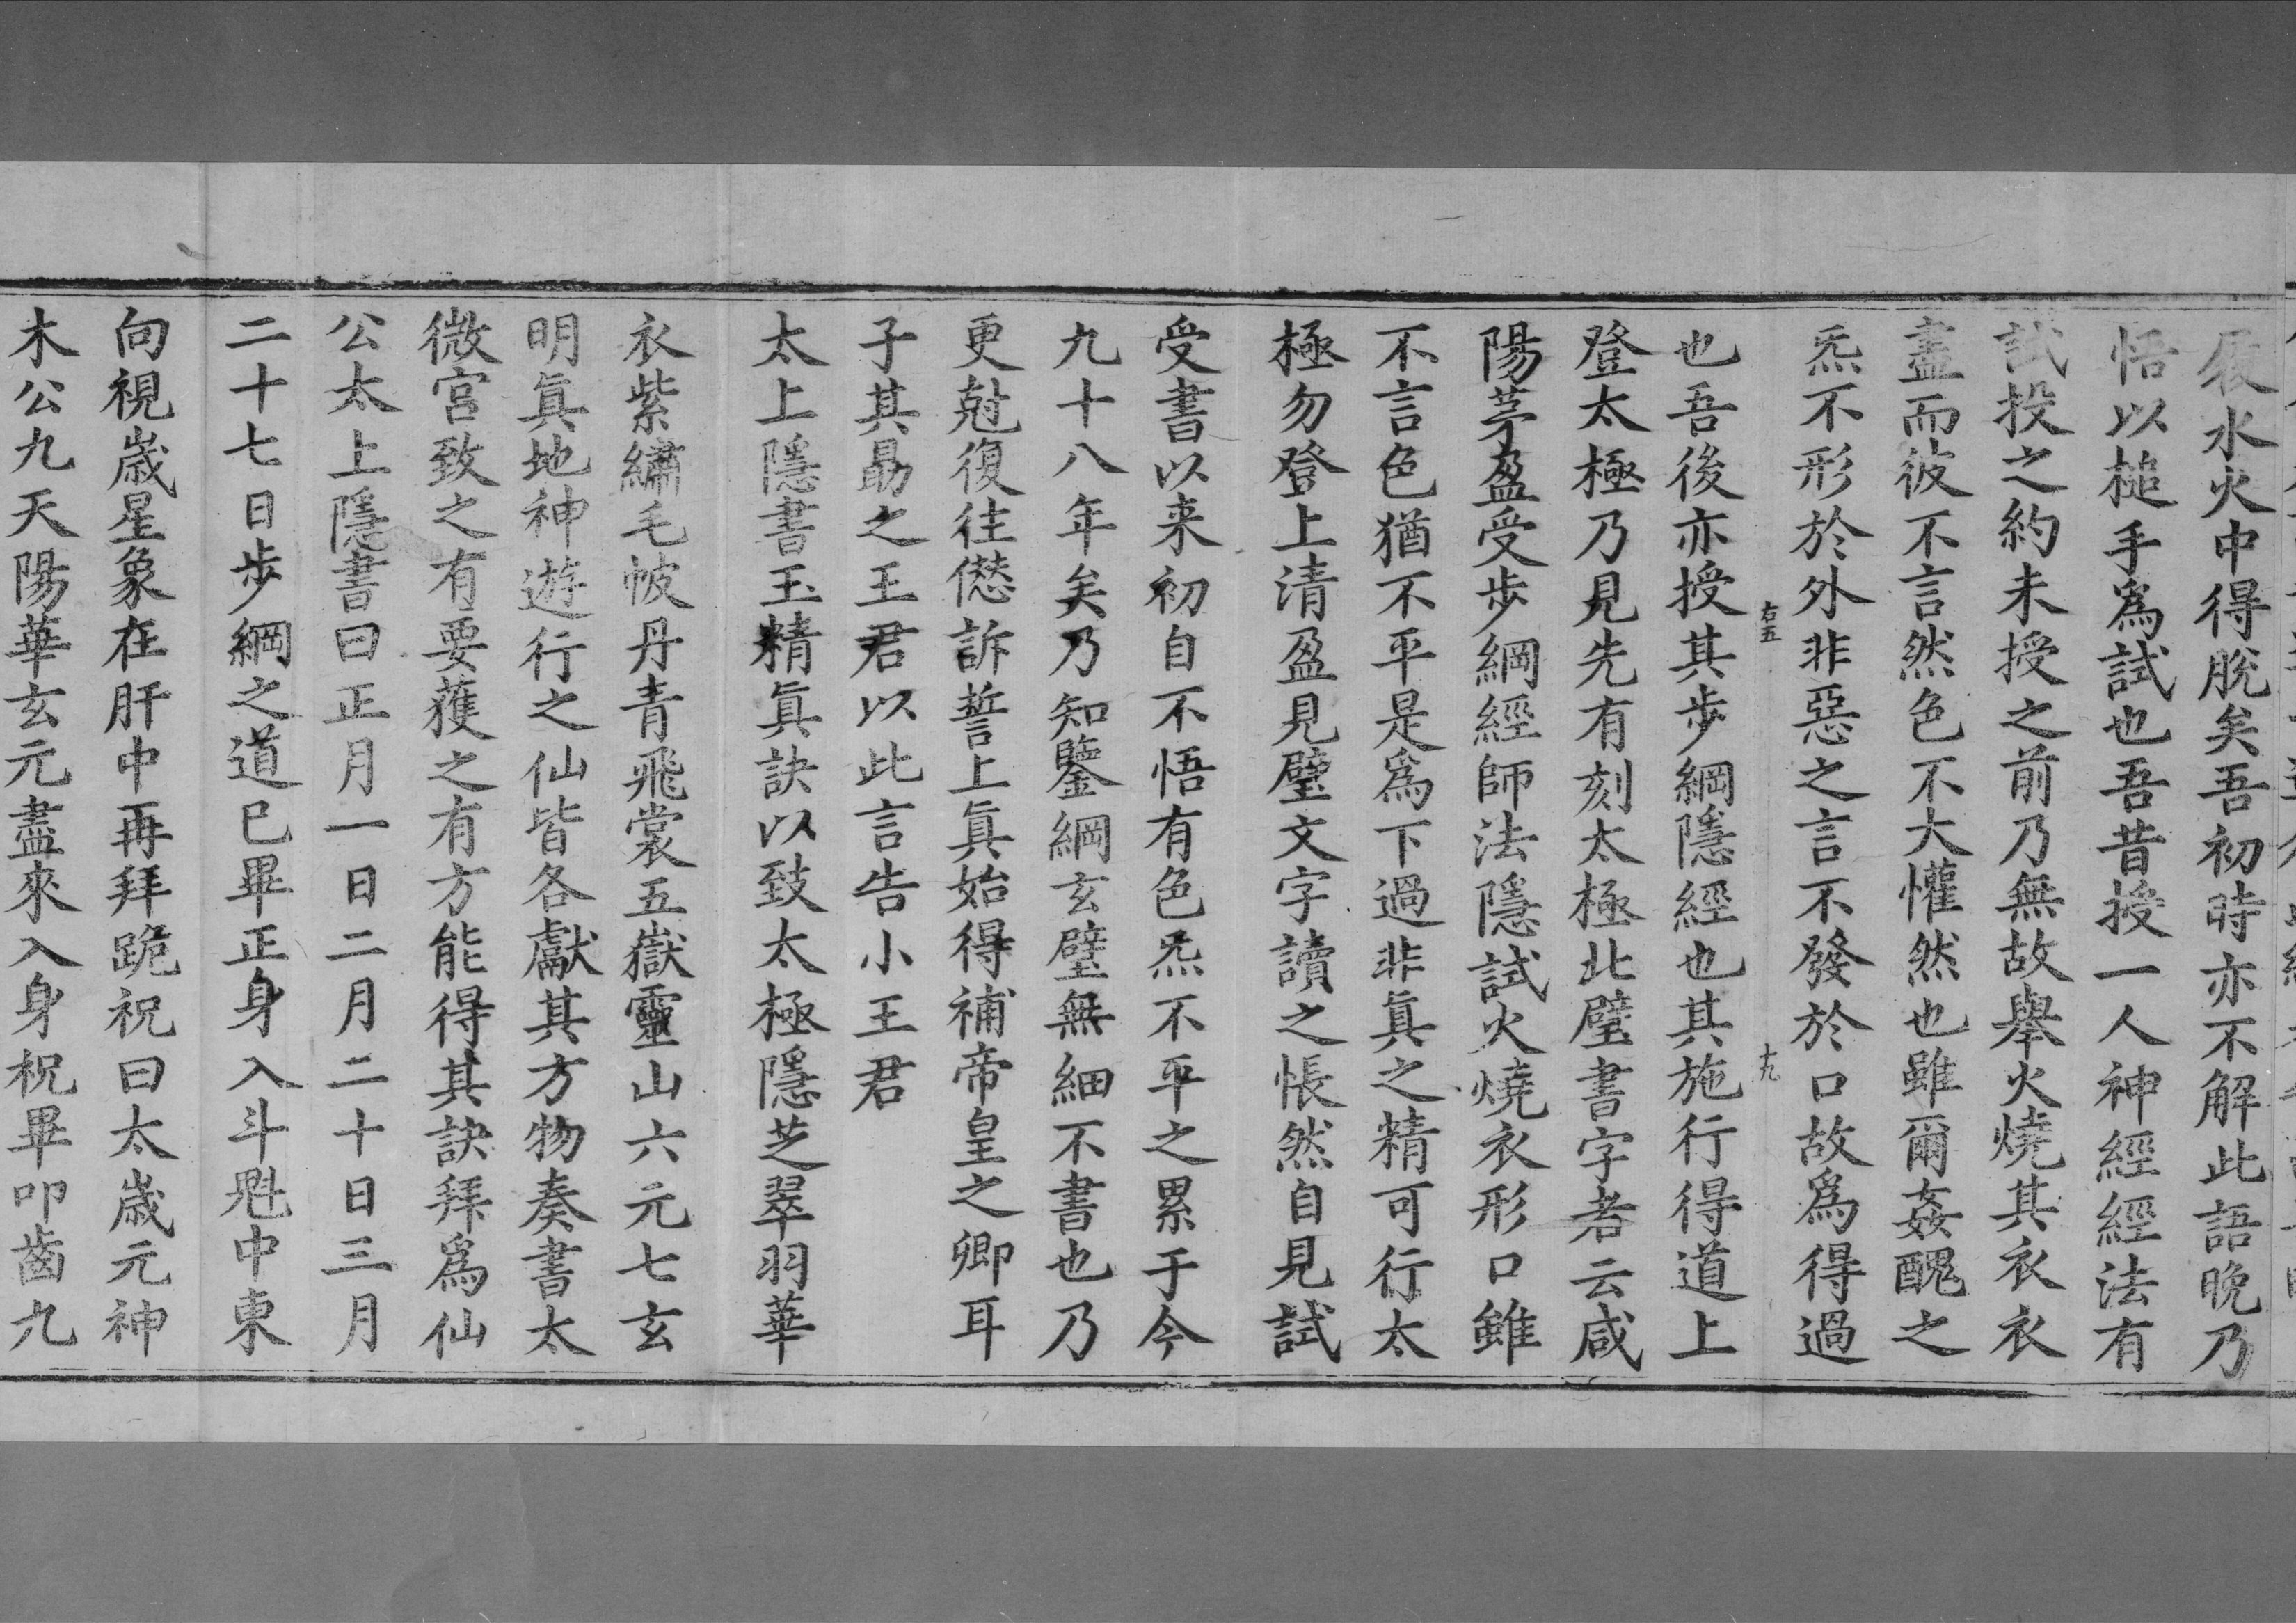 展水火中得脫矣吾初時亦不解此語晚乃
悟以槌手爲試也吾昔授一人神經經法有
試投之約未授之前乃無故舉火燒其衣衣
盡而彼不言然色不大懽然也雖爾姦醜之
炁不形於外非惡之言不發於口故爲得過
右五 十九
也吾後亦授其步綱隱經也其施行得道上
登太極乃見先有刻太極北壁書字者云咸
陽茅盈受步綱經師法隱試火燒衣形口雖
不言色猶不平是爲下過非眞之精可行太
極勿登上清盈見壁文字讀之悵然自見試
受書以来初自不悟有色炁不平之累于今
九十八年矣乃知鑒綱玄壁無細不書也乃
更尅復往僽訴誓上眞始得補帝皇之卿耳
子其勗之王君以此言告小王君
太上隱書玉精眞訣以致太極隱芝翠羽華
衣紫繡毛帔丹青飛裳五嶽靈山六元七玄
明眞地神遊行之仙皆各獻其方物奏書太
微宮致之有要獲之有方能得其訣拜爲仙
公太上隱書曰正月一日二月二十日三月
二十七日步綱之道已畢正身入斗魁中東
向視歲星象在肝中再拜跪祝曰太歲元神
木公九天陽華玄元盡來入身祝畢叩齒九